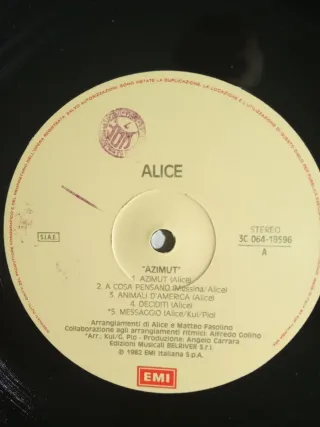 ALICE
S.I.A.E.
STEREO
3C 064-19596
A
"AZIMUT"
1. AZIMUT (Alice)
2. A COSA PENSANO (Messina/Alice)
3. ANIMALI D'AMERICA (Alice)
4. DECIDITI (Alice)
*5. MESSAGGIO (Alice/Kui/Pio)
Arrangiamenti di Alice e Matteo Fasolino
Collaborazione agli arrangiamenti ritmici: Alfredo Golino
*Arr.: Kui/G. Pio - Produzione: Angelo Carrara
Edizioni Musicali BELRIVER S.r.l.
℗ 1982 EMI Italiana S.p.A.
EMI